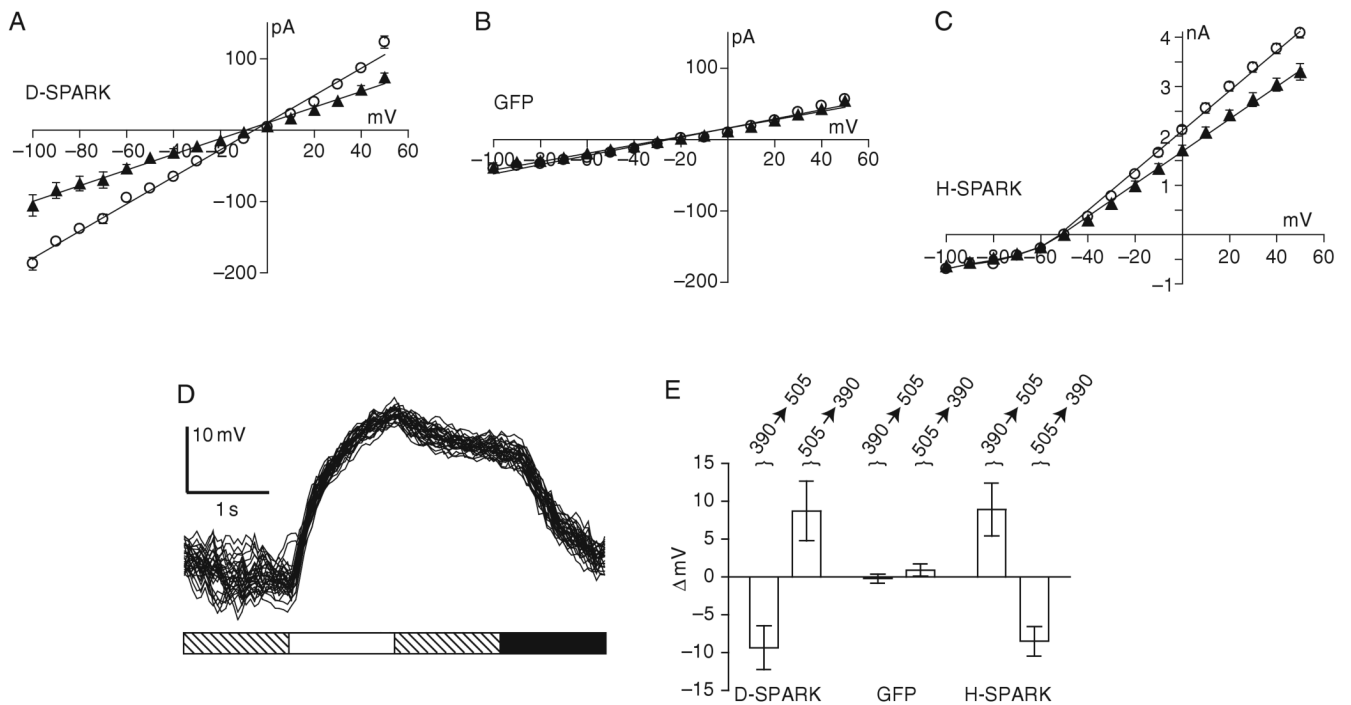 A
D-SPARK
pA
100
mV
−100 −80 −60 −40 −20 20 40 60
−100
−200
B
GFP
pA
100
mV
−100 −80 −60 −40 −20 20 40 60
−100
−200
C
H-SPARK
nA
4
3
2
1
mV
−100 −80 −60 −40 −20 20 40 60
−1
D
10 mV
1 s
E
390 505
505 390
390 505
505 390
390 505
505 390
15
10
5
0
−5
−10
−15
Δ mV
D-SPARK GFP H-SPARK